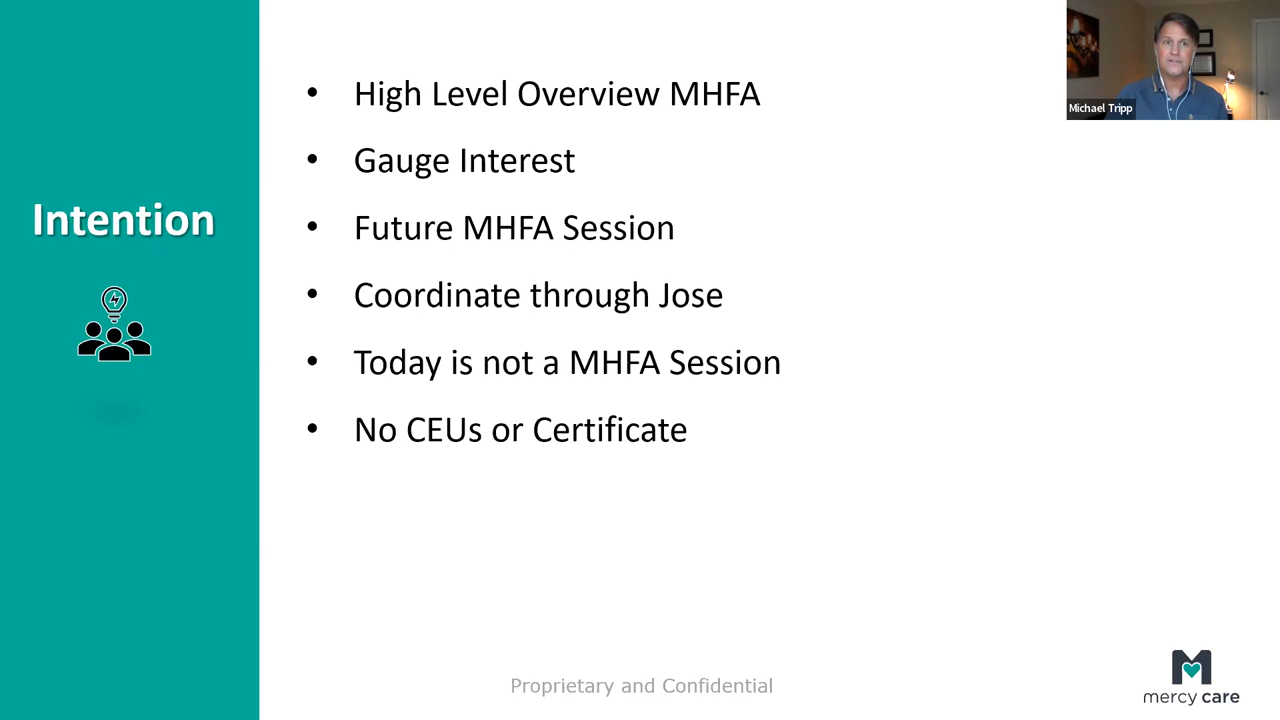 Intention
• High Level Overview MHFA
• Gauge Interest
• Future MHFA Session
• Coordinate through Jose
• Today is not a MHFA Session
• No CEUs or Certificate
Michael Tripp
Proprietary and Confidential
mercy care